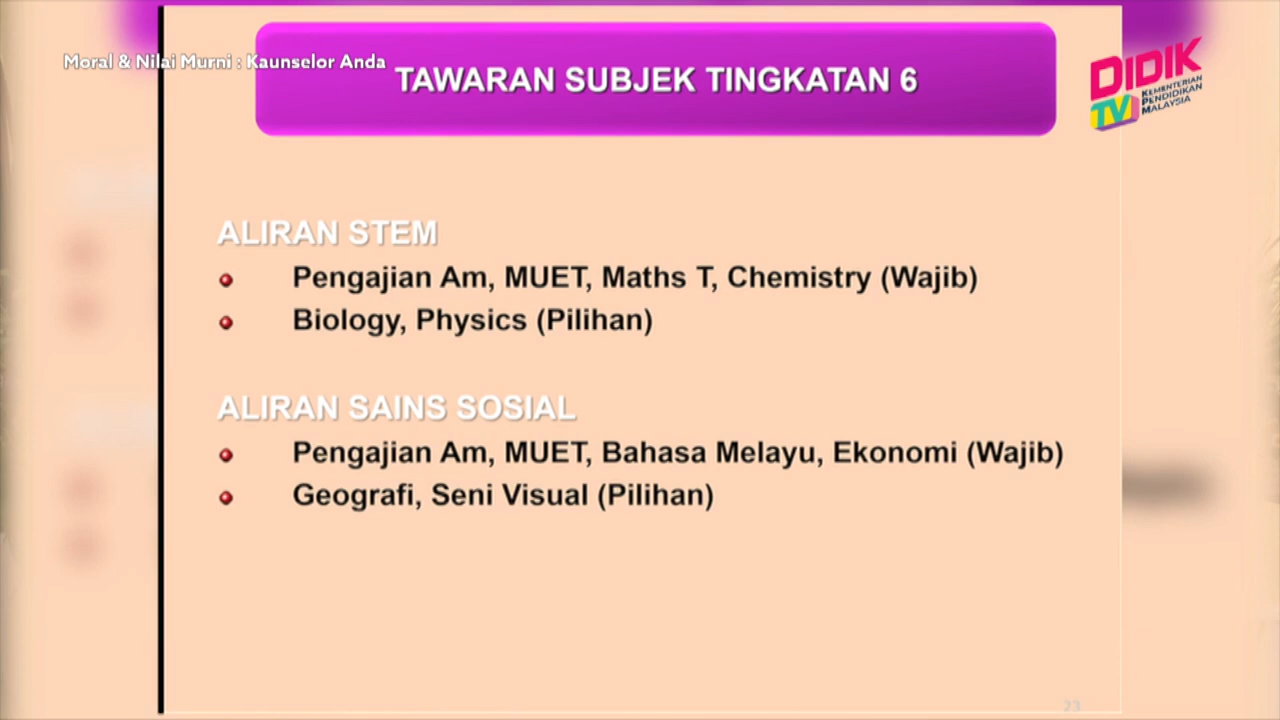 Moral & Nilai Murni : Kaunselor Anda
TAWARAN SUBJEK TINGKATAN 6
DIDIK
TV
KEMENTERIAN
PENDIDIKAN
MALAYSIA
ALIRAN STEM
Pengajian Am, MUET, Maths T, Chemistry (Wajib)
Biology, Physics (Pilihan)
ALIRAN SAINS SOSIAL
Pengajian Am, MUET, Bahasa Melayu, Ekonomi (Wajib)
Geografi, Seni Visual (Pilihan)
23